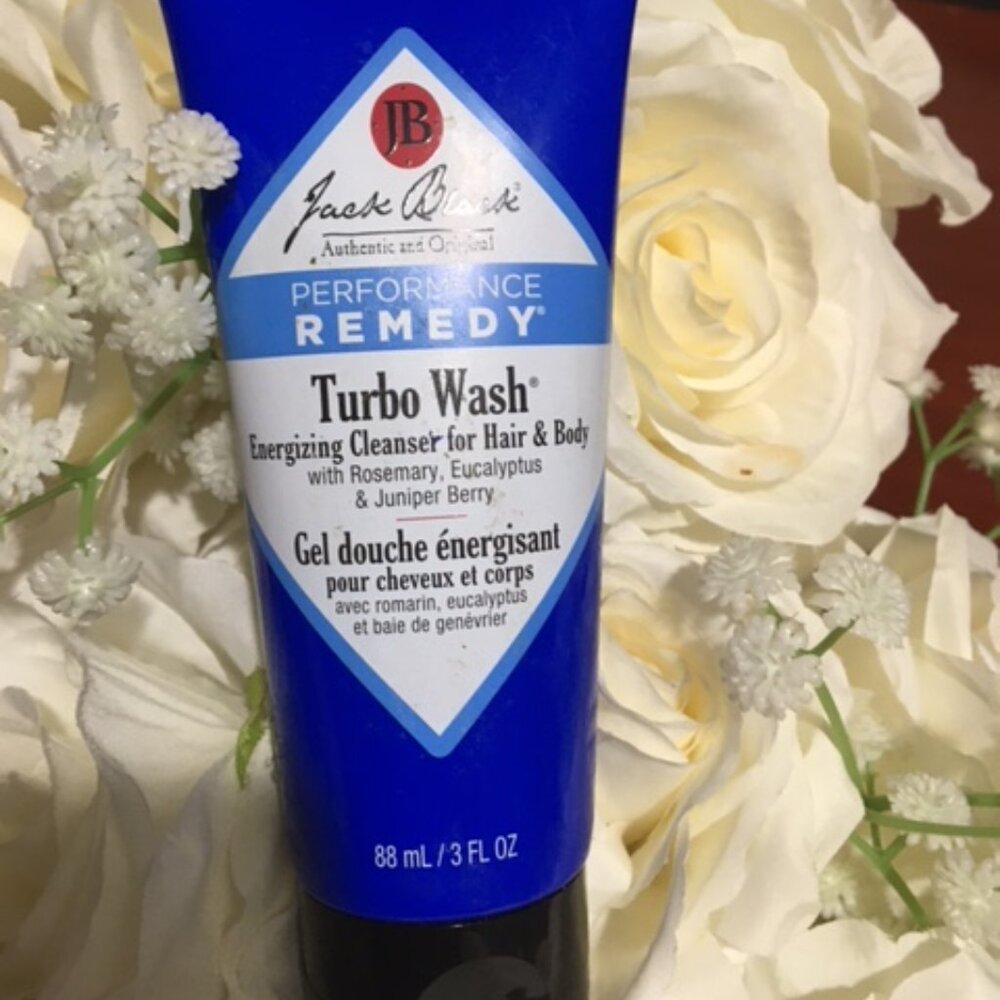 JB
Jack Black®
Authentic and Original
PERFORMANCE
REMEDY®
Turbo Wash®
Energizing Cleanser for Hair & Body
with Rosemary, Eucalyptus
& Juniper Berry
Gel douche énergisant
pour cheveux et corps
avec romarin, eucalyptus
et baie de genévrier
88 mL / 3 FL OZ